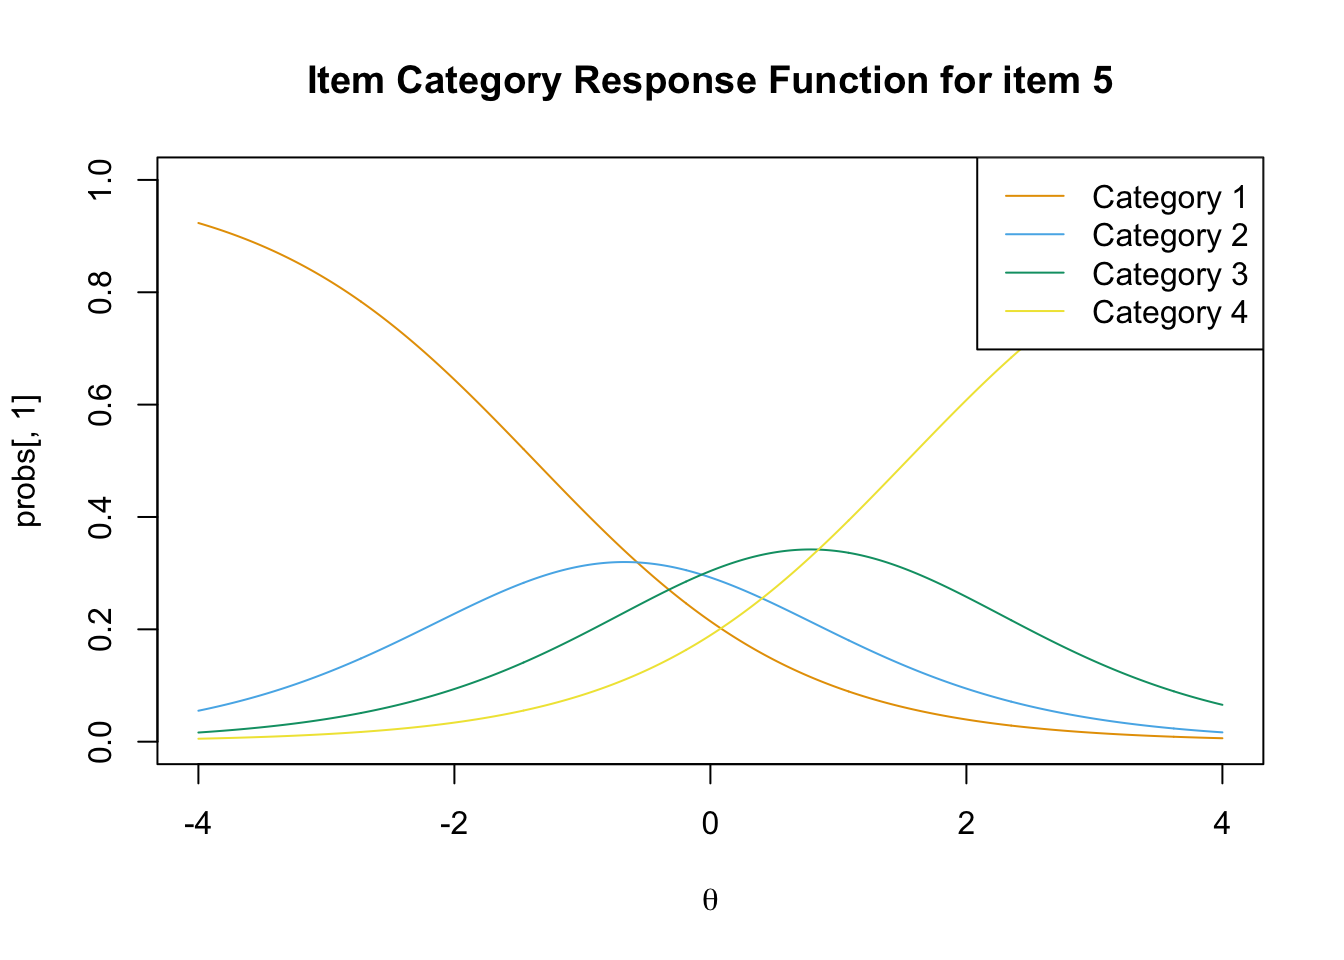 Item Category Response Function for item 5
1.0
0.8
0.6
0.4
0.2
0.0
probs[, 1]
Category 1
Category 2
Category 3
Category 4
-4
-2
0
2
4
θ